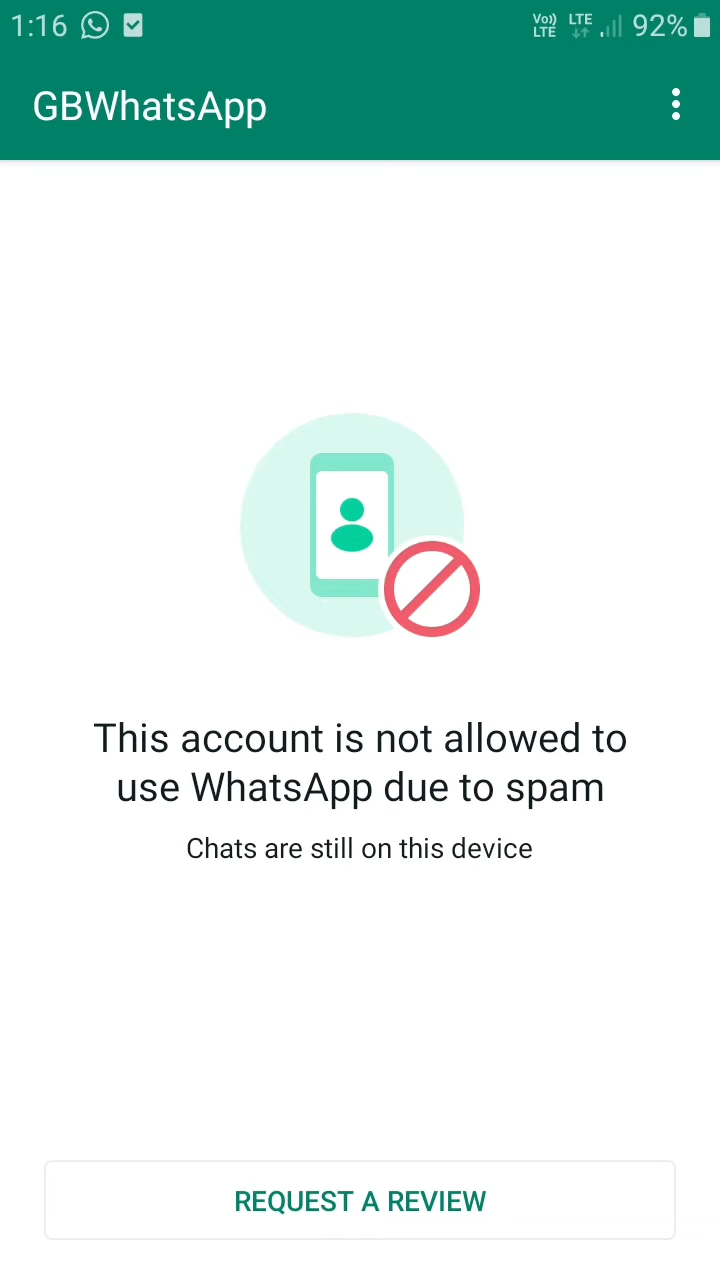 1:16 Vo)) LTE LTE 92%
GBWhatsApp
This account is not allowed to
use WhatsApp due to spam
Chats are still on this device
REQUEST A REVIEW